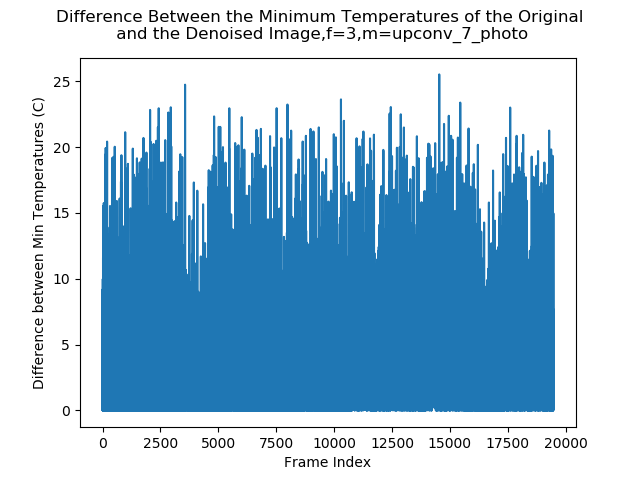 Difference Between the Minimum Temperatures of the Original
and the Denoised Image,f=3,m=upconv_7_photo
Difference between Min Temperatures (C)
25
20
15
10
5
0
0 2500 5000 7500 10000 12500 15000 17500 20000
Frame Index